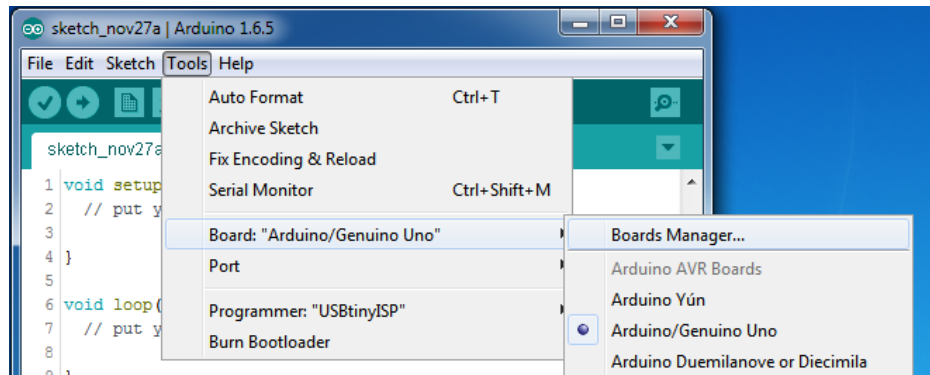 sketch_nov27a | Arduino 1.6.5
File Edit Sketch Tools Help
Auto Format Ctrl+T
Archive Sketch
sketch_nov27a Fix Encoding & Reload
1 void setup Serial Monitor Ctrl+Shift+M
2 // put y
3 Board: "Arduino/Genuino Uno" Boards Manager...
4 } Port Arduino AVR Boards
5 Arduino Yún
6 void loop( Programmer: "USBtinyISP" Arduino/Genuino Uno
7 // put y Burn Bootloader Arduino Duemilanove or Diecimila
8